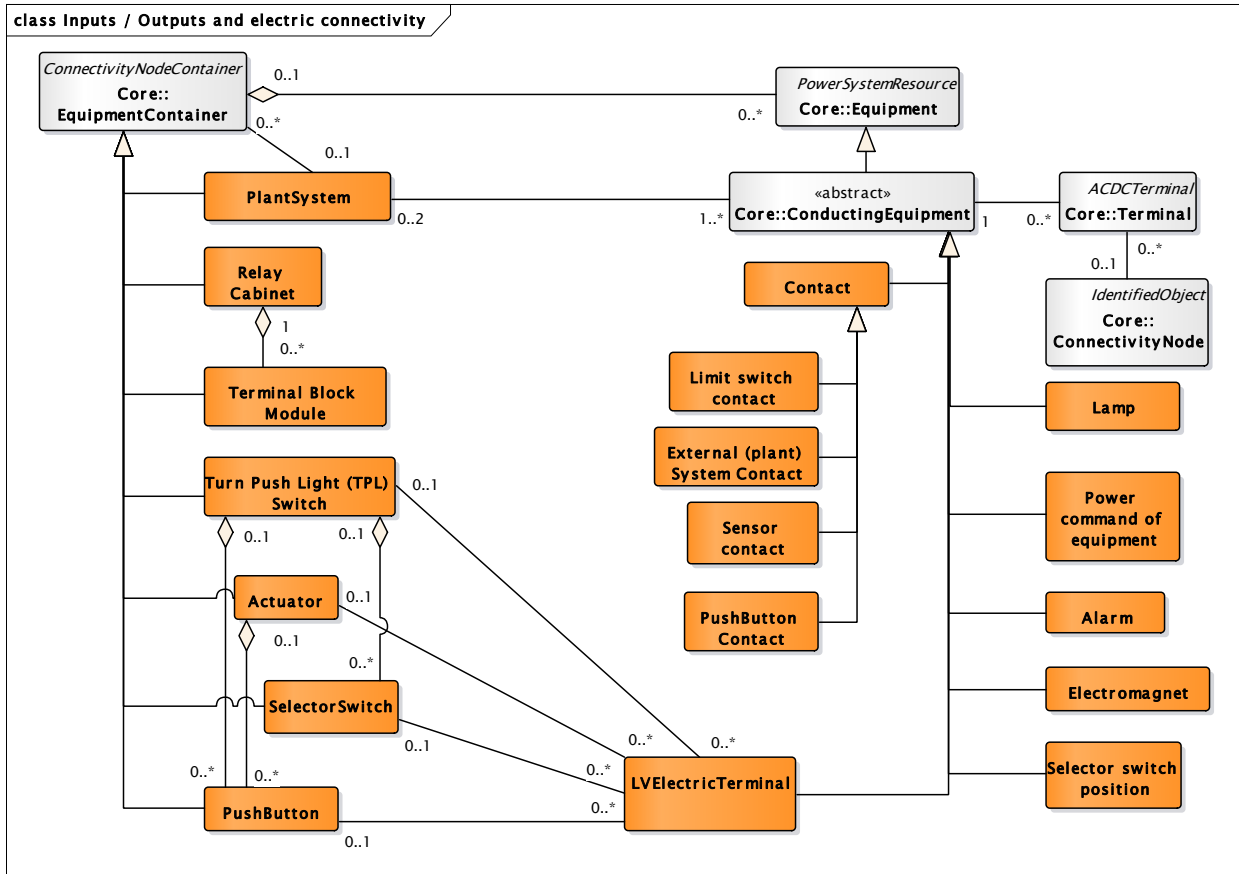 class Inputs / Outputs and electric connectivity
ConnectivityNodeContainer
Core::
EquipmentContainer
0..1
0..*
PowerSystemResource
Core::Equipment
0..*
0..1
PlantSystem
0..2
1..*
«abstract»
Core::ConductingEquipment
1
0..*
ACDCTerminal
Core::Terminal
0..1
0..*
IdentifiedObject
Core::
ConnectivityNode
Relay
Cabinet
1
0..*
Terminal Block
Module
Contact
Limit switch
contact
External (plant)
System Contact
Sensor
contact
PushButton
Contact
Lamp
Power
command of
equipment
Alarm
Electromagnet
Selector switch
position
Turn Push Light (TPL)
Switch
0..1
0..1
0..1
Actuator
0..1
0..1
0..*
SelectorSwitch
0..1
0..*
0..*
PushButton
0..1
0..*
0..*
0..*
0..*
LVElectricTerminal